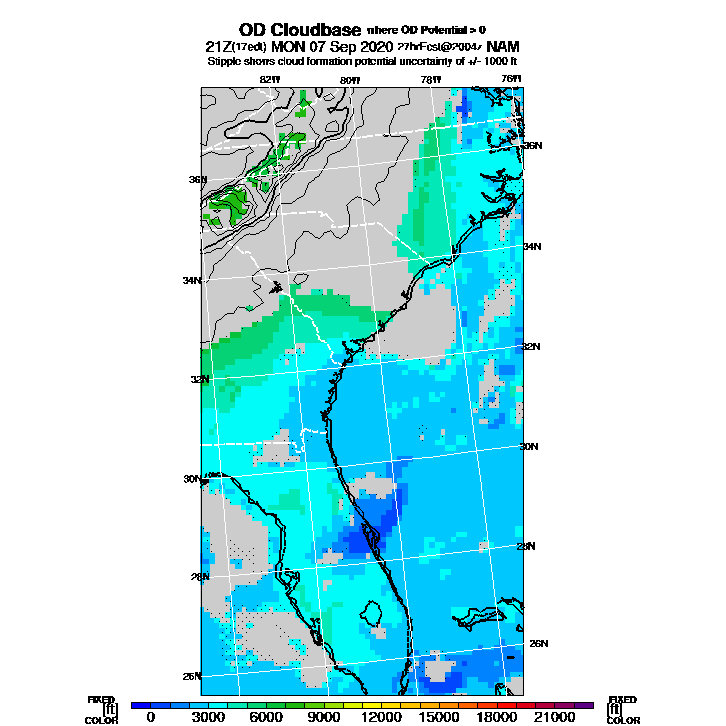 OD Cloudbase where OD Potential > 0
21Z(17edt) MON 07 Sep 2020 27hrFcst@2004z NAM
Stipple shows cloud formation potential uncertainty of +/- 1000 ft
82W 80W 78W 76W
36N
36N
34N
34N
32N
32N
30N
30N
28N
28N
26N
26N
FIXED FIXED
[ft] [ft]
COLOR COLOR
0 3000 6000 9000 12000 15000 18000 21000